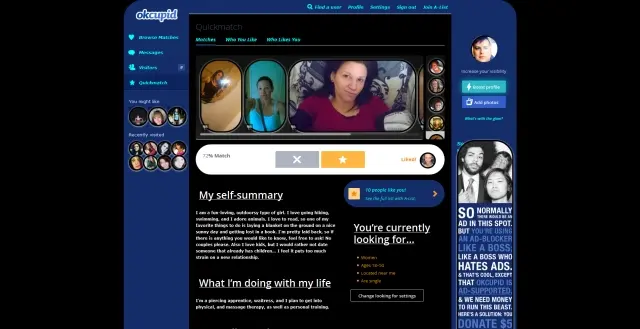 okcupid
Find a user Profile Settings Sign out Join A-List
Browse Matches
Messages
Visitors
Quickmatch
You might like
Recently visited
Quickmatch
Matches Who You Like Who Likes You
72% Match
Liked!
My self-summary
I am a fun-loving, outdoorsy type of girl. I love going hiking,
swimming, and I adore animals. I love to read, so one of my
favorite things to do is laying a blanket on the ground on a nice
sunny day and getting lost in a book. I'm pretty laid back, so if
there is anything you would like to know, feel free to ask! No
couples please. Also I love kids, but I would rather not date
someone that already has children... I feel it puts too much
strain on a new relationship.
What I'm doing with my life
I'm a piercing apprentice, waitress, and I plan to get into
physical, and massage therapy, as well as personal training.
10 people like you!
See the full list with A-List
You're currently
looking for...
Women
Located near me
Are single
Change looking for settings
Increase your visibility
Boost profile
Add photos
What's with the glow?
SO NORMALLY
THERE WOULD BE AN
AD IN THIS SPOT.
BUT YOU'RE USING
AN AD-BLOCKER
LIKE A BOSS.
LIKE A BOSS WHO
HATES ADS.
& THAT'S COOL, EXCEPT
THAT OKCUPID IS
AD-SUPPORTED,
& WE NEED MONEY
TO RUN THIS BEAST.
HERE'S A SOLUTION: YOU
DONATE $5